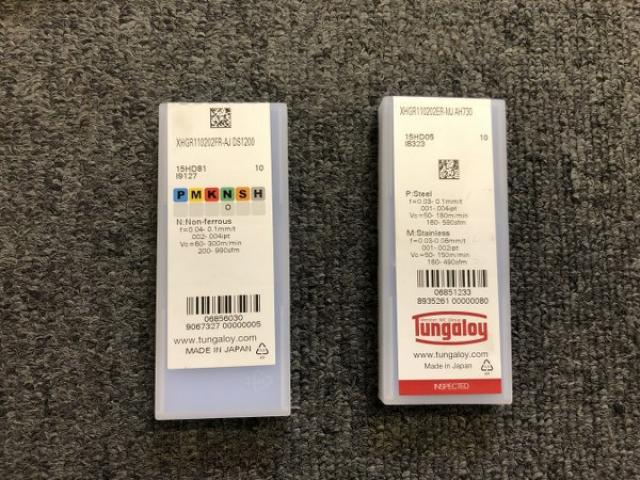 XHGR110202FR-AJ DS1200
15HD81 10
I9127
P M K N S H
O
N:Non-ferrous
f=0.04- 0.1mm/t
.002-.004ipt
Vc=60- 300m/min
200- 990sfm
06856030
9067327 00000005
www.tungaloy.com
MADE IN JAPAN
XHGR110202ER-MJ AH730
15HD05 10
I8323
P:Steel
f=0.03- 0.1mm/t
.001-.004ipt
Vc=50- 180m/min
160- 590sfm
M:Stainless
f=0.03-0.06mm/t
.001-.002ipt
Vc=50- 150m/min
160- 490sfm
06851233
8935261 00000080
Member IMC Group
Tungaloy
www.tungaloy.com
Made in Japan
INSPECTED